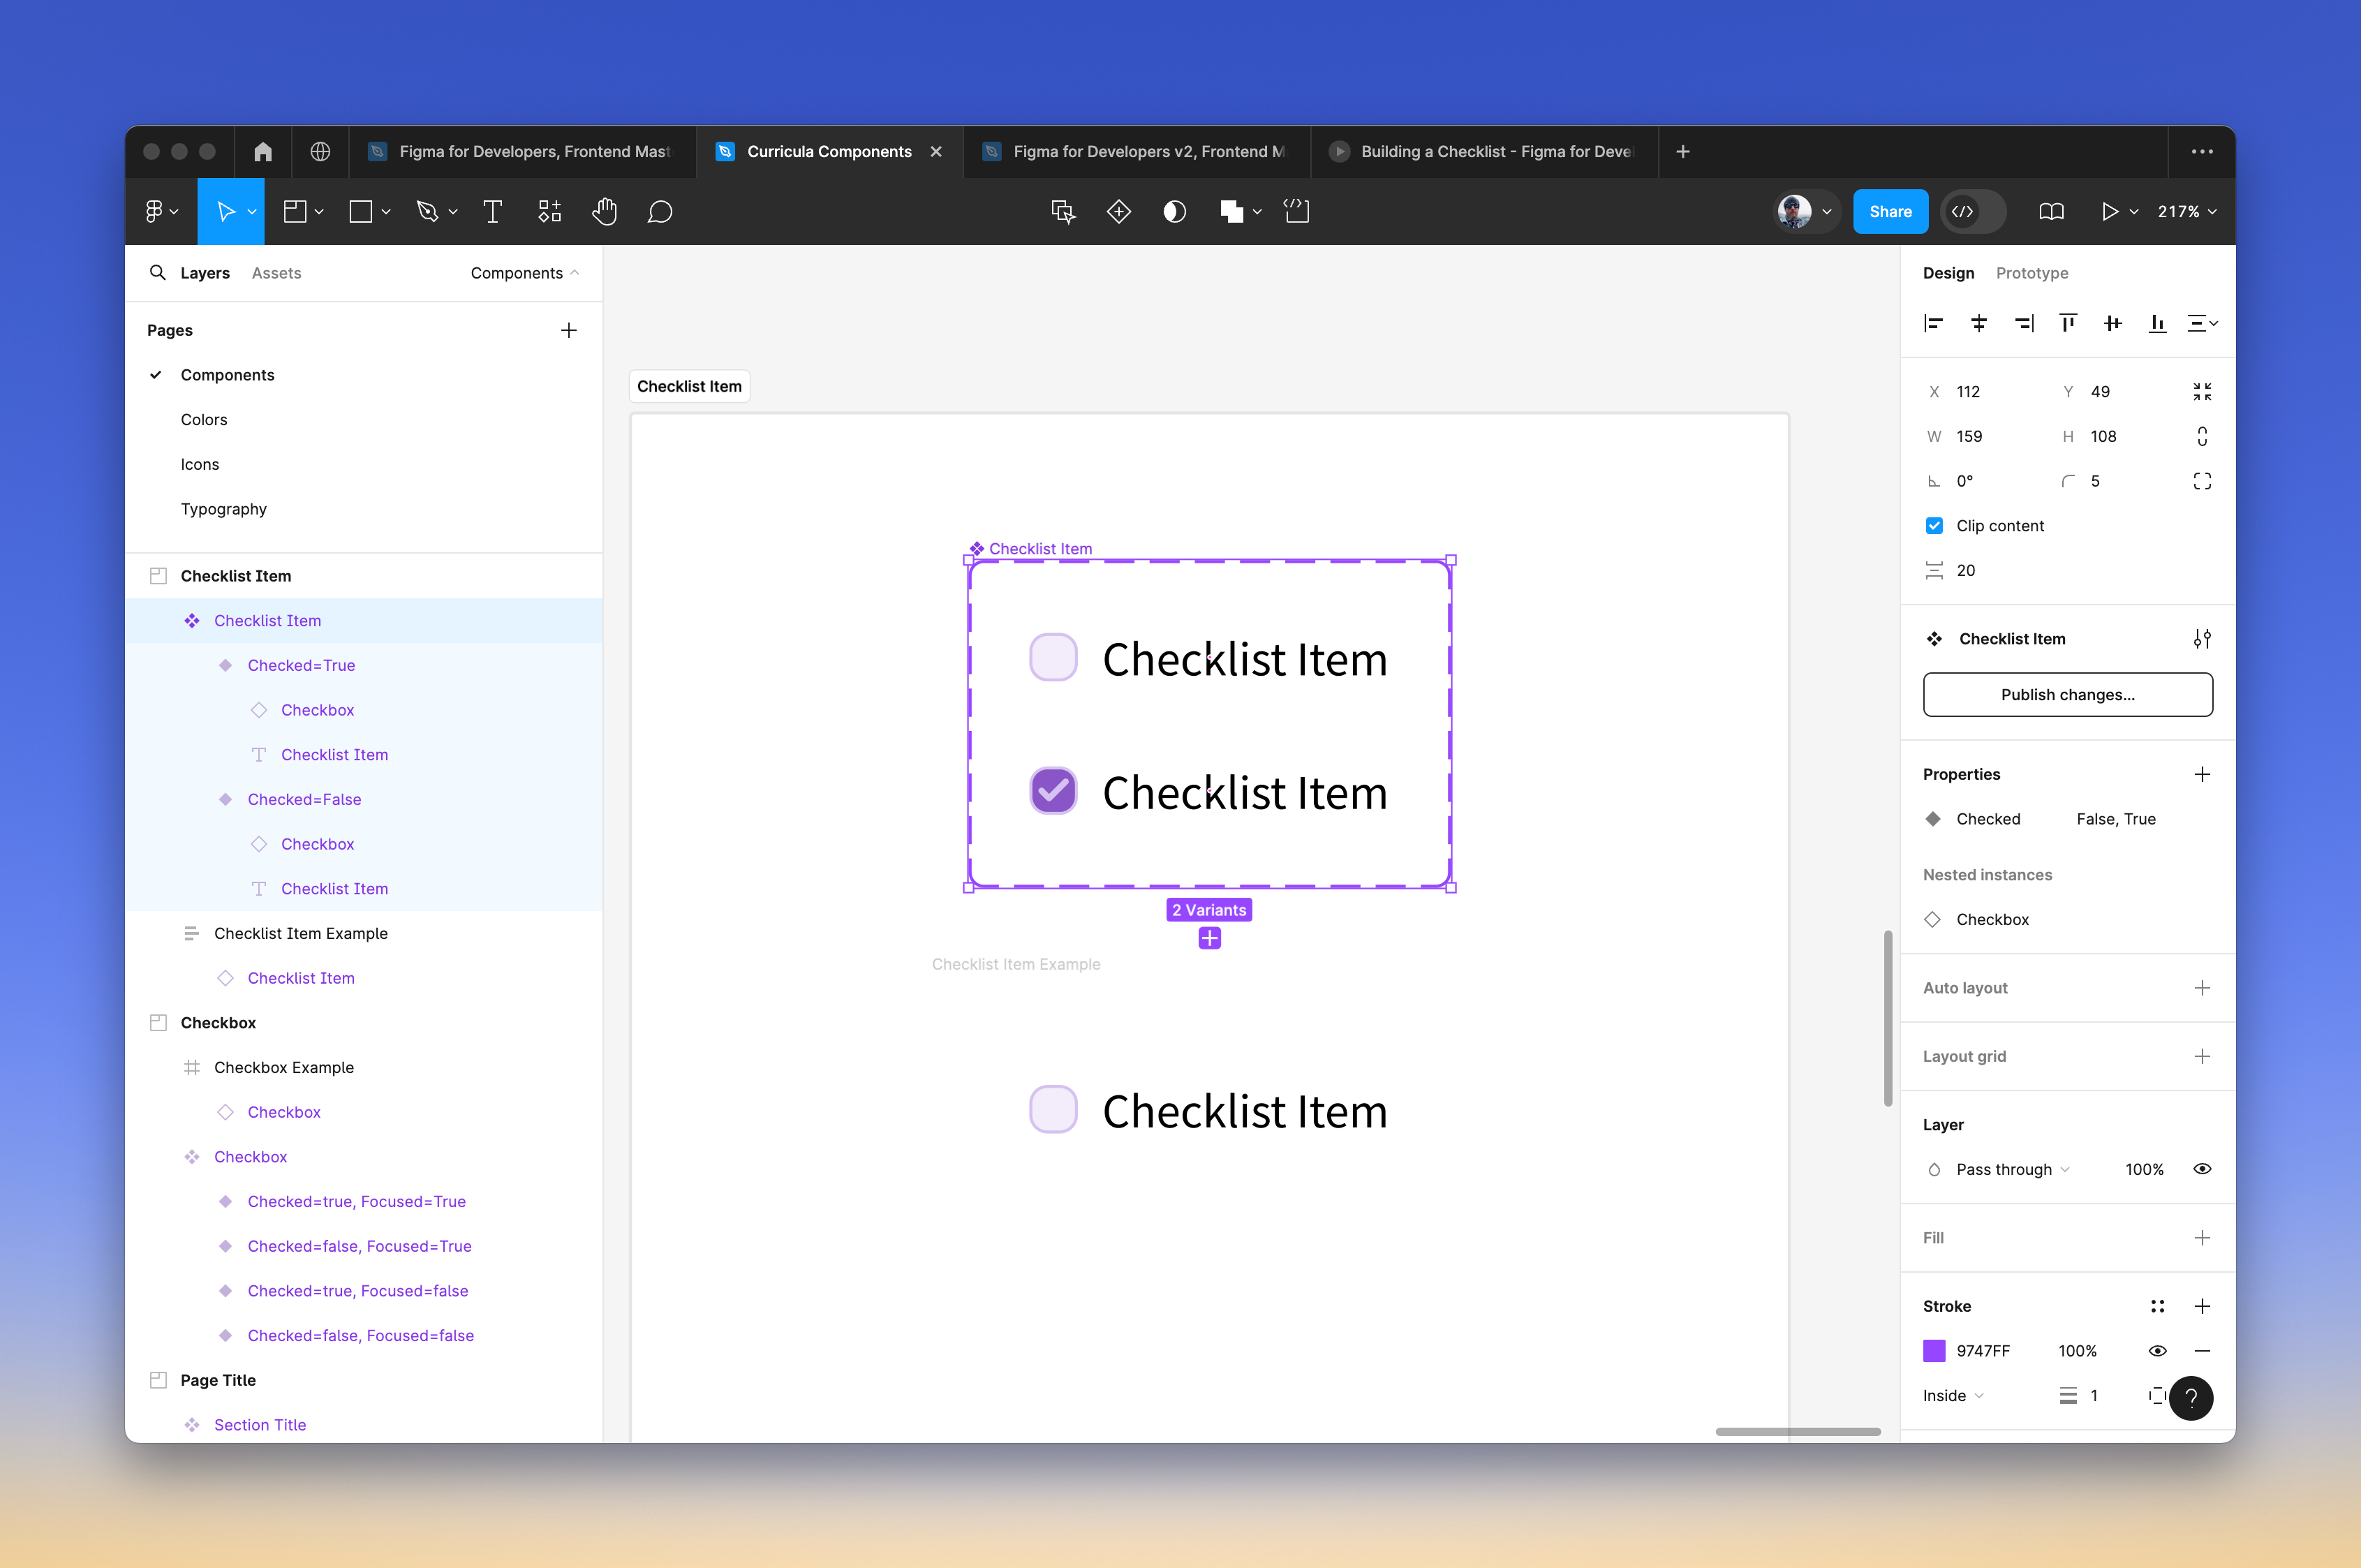 Figma for Developers, Frontend Mast
Curricula Components
Figma for Developers v2, Frontend M
Building a Checklist - Figma for Deve
Share
217%
Layers
Assets
Components
Pages
Components
Colors
Icons
Typography
Checklist Item
Checklist Item
Checked=True
Checkbox
Checklist Item
Checked=False
Checkbox
Checklist Item
Checklist Item Example
Checklist Item
Checkbox
Checkbox Example
Checkbox
Checkbox
Checked=true, Focused=True
Checked=false, Focused=True
Checked=true, Focused=false
Checked=false, Focused=false
Page Title
Section Title
Checklist Item
Checklist Item
Checklist Item
Checklist Item
2 Variants
Checklist Item Example
Checklist Item
Design
Prototype
X 112 Y 49
W 159 H 108
0° 5
Clip content
20
Checklist Item
Publish changes...
Properties
Checked False, True
Nested instances
Checkbox
Auto layout
Layout grid
Layer
Pass through 100%
Fill
Stroke
9747FF 100%
Inside 1
?